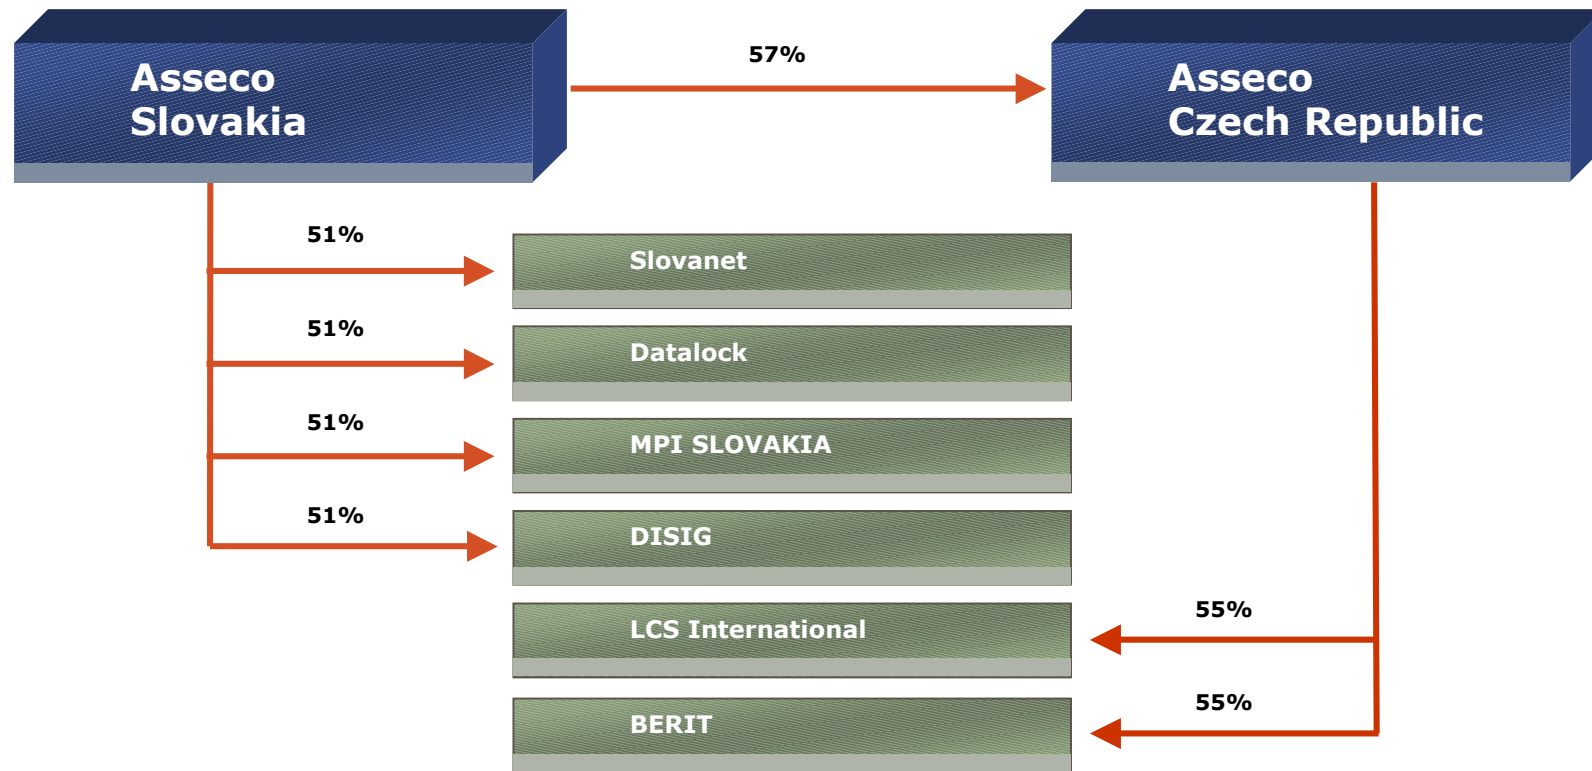 Asseco
Slovakia
57%
Asseco
Czech Republic
51%
Slovanet
51%
Datalock
51%
MPI SLOVAKIA
51%
DISIG
LCS International
55%
BERIT
55%